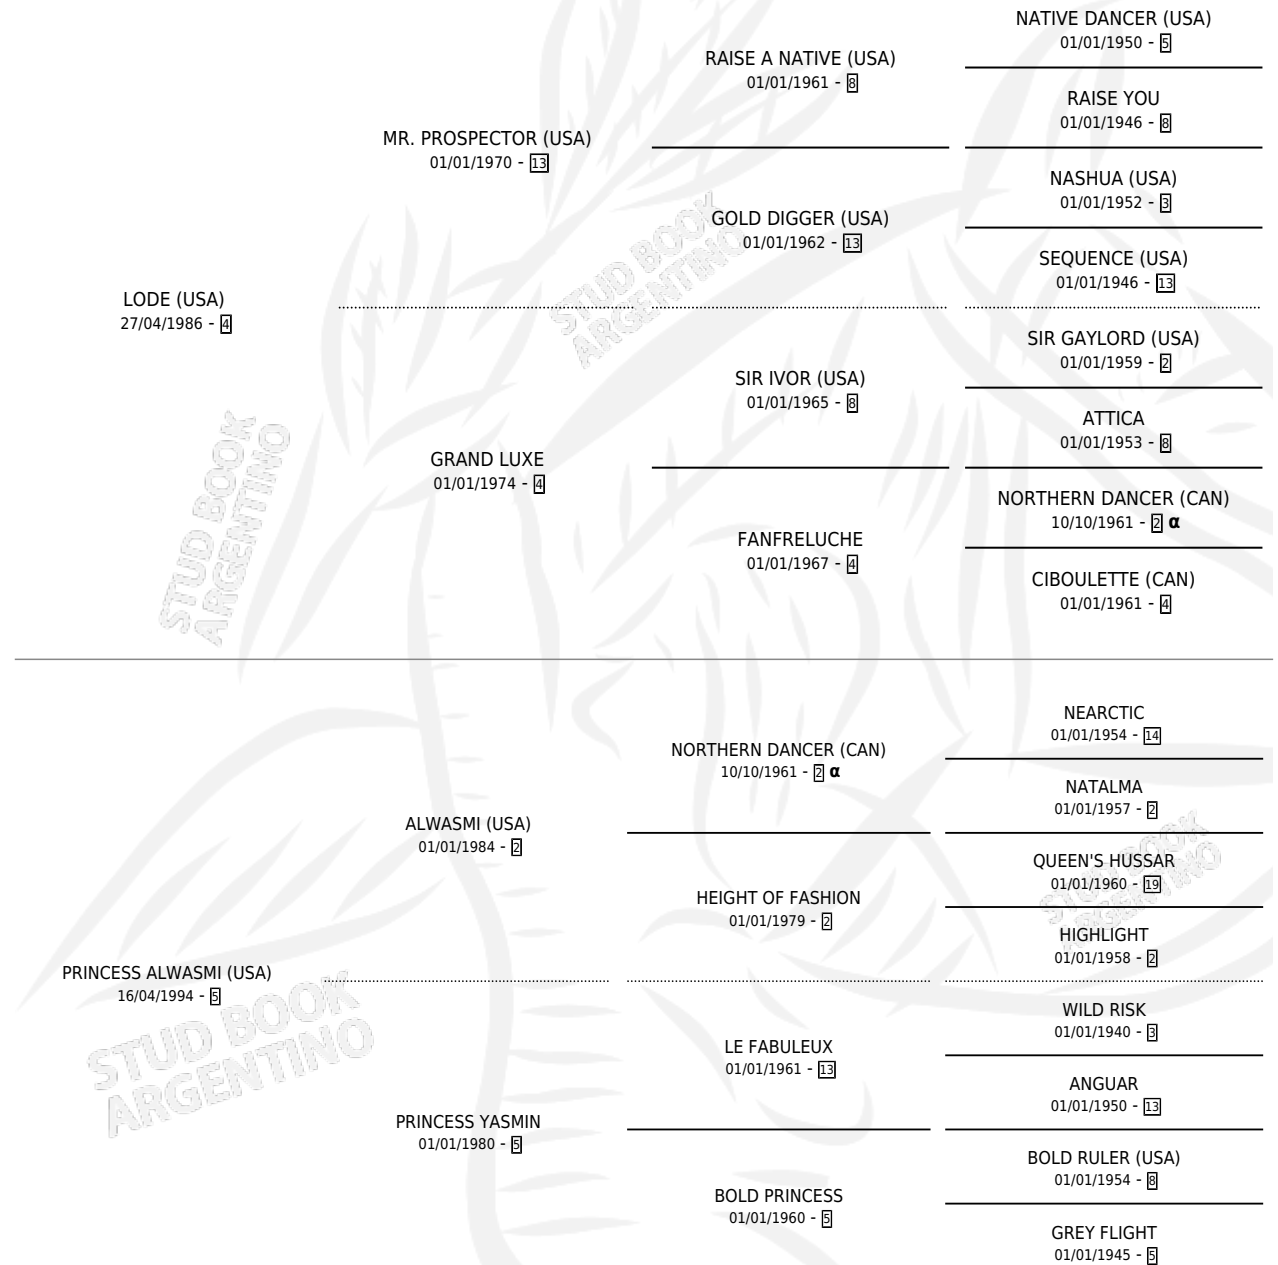 NATIVE DANCER (USA)
01/01/1950 - 5
RAISE A NATIVE (USA)
01/01/1961 - 8
RAISE YOU
01/01/1946 - 8
MR. PROSPECTOR (USA)
01/01/1970 - 13
NASHUA (USA)
01/01/1952 - 3
GOLD DIGGER (USA)
01/01/1962 - 13
SEQUENCE (USA)
01/01/1946 - 13
STUD BOOK
ARGENTINO
LODE (USA)
27/04/1986 - 4
SIR GAYLORD (USA)
01/01/1959 - 2
SIR IVOR (USA)
01/01/1965 - 8
ATTICA
01/01/1953 - 8
GRAND LUXE
01/01/1974 - 4
NORTHERN DANCER (CAN)
10/10/1961 - 2 α
FANFRELUCHE
01/01/1967 - 4
CIBOULETTE (CAN)
01/01/1961 - 4
STUD BOOK
ARGENTINO
NEARCTIC
01/01/1954 - 14
NORTHERN DANCER (CAN)
10/10/1961 - 2 α
NATALMA
01/01/1957 - 2
ALWASMI (USA)
01/01/1984 - 2
QUEEN'S HUSSAR
01/01/1960 - 19
HEIGHT OF FASHION
01/01/1979 - 2
HIGHLIGHT
01/01/1958 - 2
STUD BOOK
ARGENTINO
PRINCESS ALWASMI (USA)
16/04/1994 - 5
WILD RISK
01/01/1940 - 3
LE FABULEUX
01/01/1961 - 13
ANGUAR
01/01/1950 - 13
PRINCESS YASMIN
01/01/1980 - 5
BOLD RULER (USA)
01/01/1954 - 8
BOLD PRINCESS
01/01/1960 - 5
GREY FLIGHT
01/01/1945 - 5
STUD BOOK
ARGENTINO